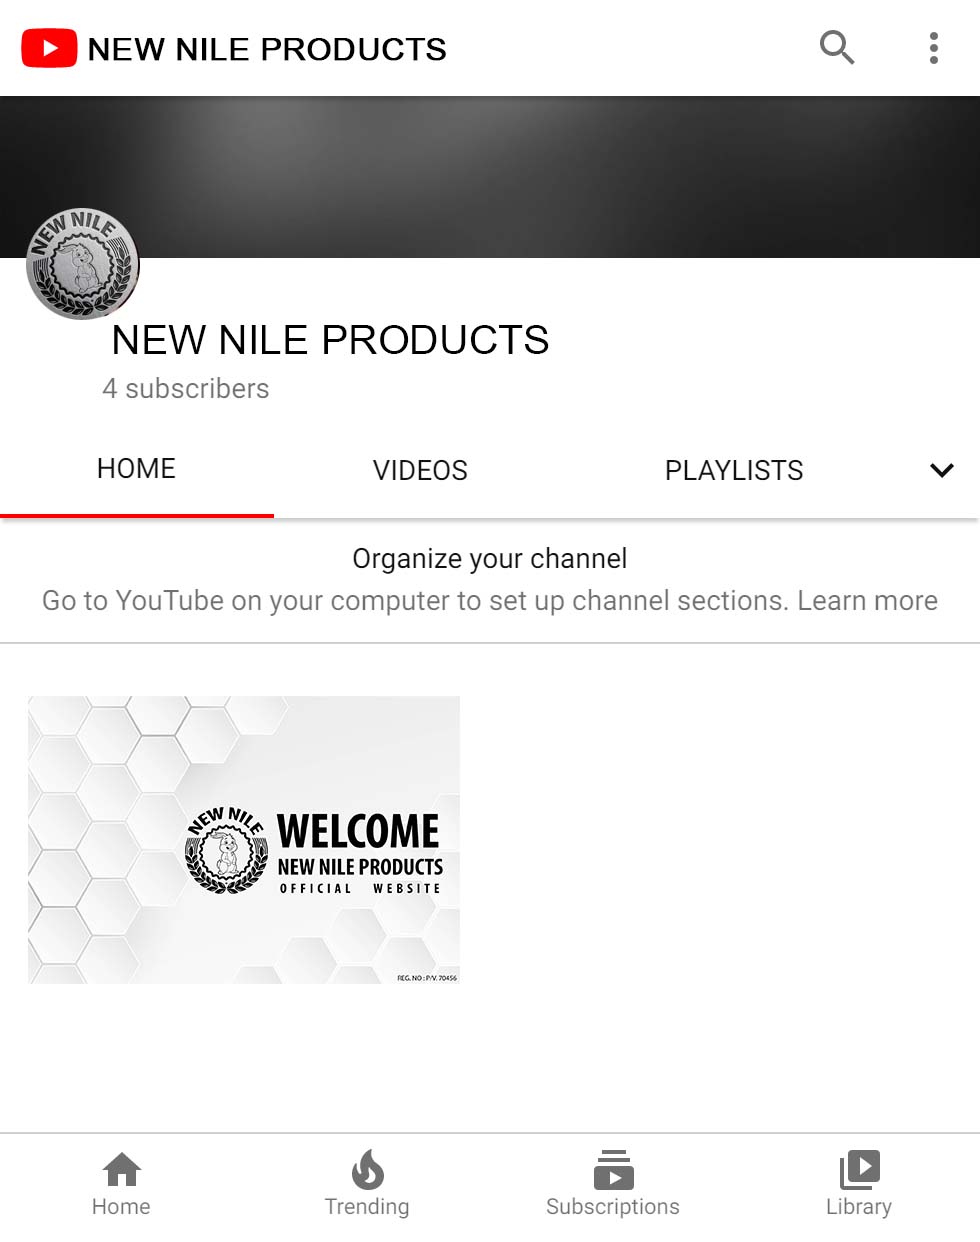 NEW NILE PRODUCTS
NEW NILE
NEW NILE PRODUCTS
4 subscribers
HOME VIDEOS PLAYLISTS
Organize your channel
Go to YouTube on your computer to set up channel sections. Learn more
NEW NILE
WELCOME
NEW NILE PRODUCTS
OFFICIAL WEBSITE
REG. NO : P/V. 70456
Home Trending Subscriptions Library